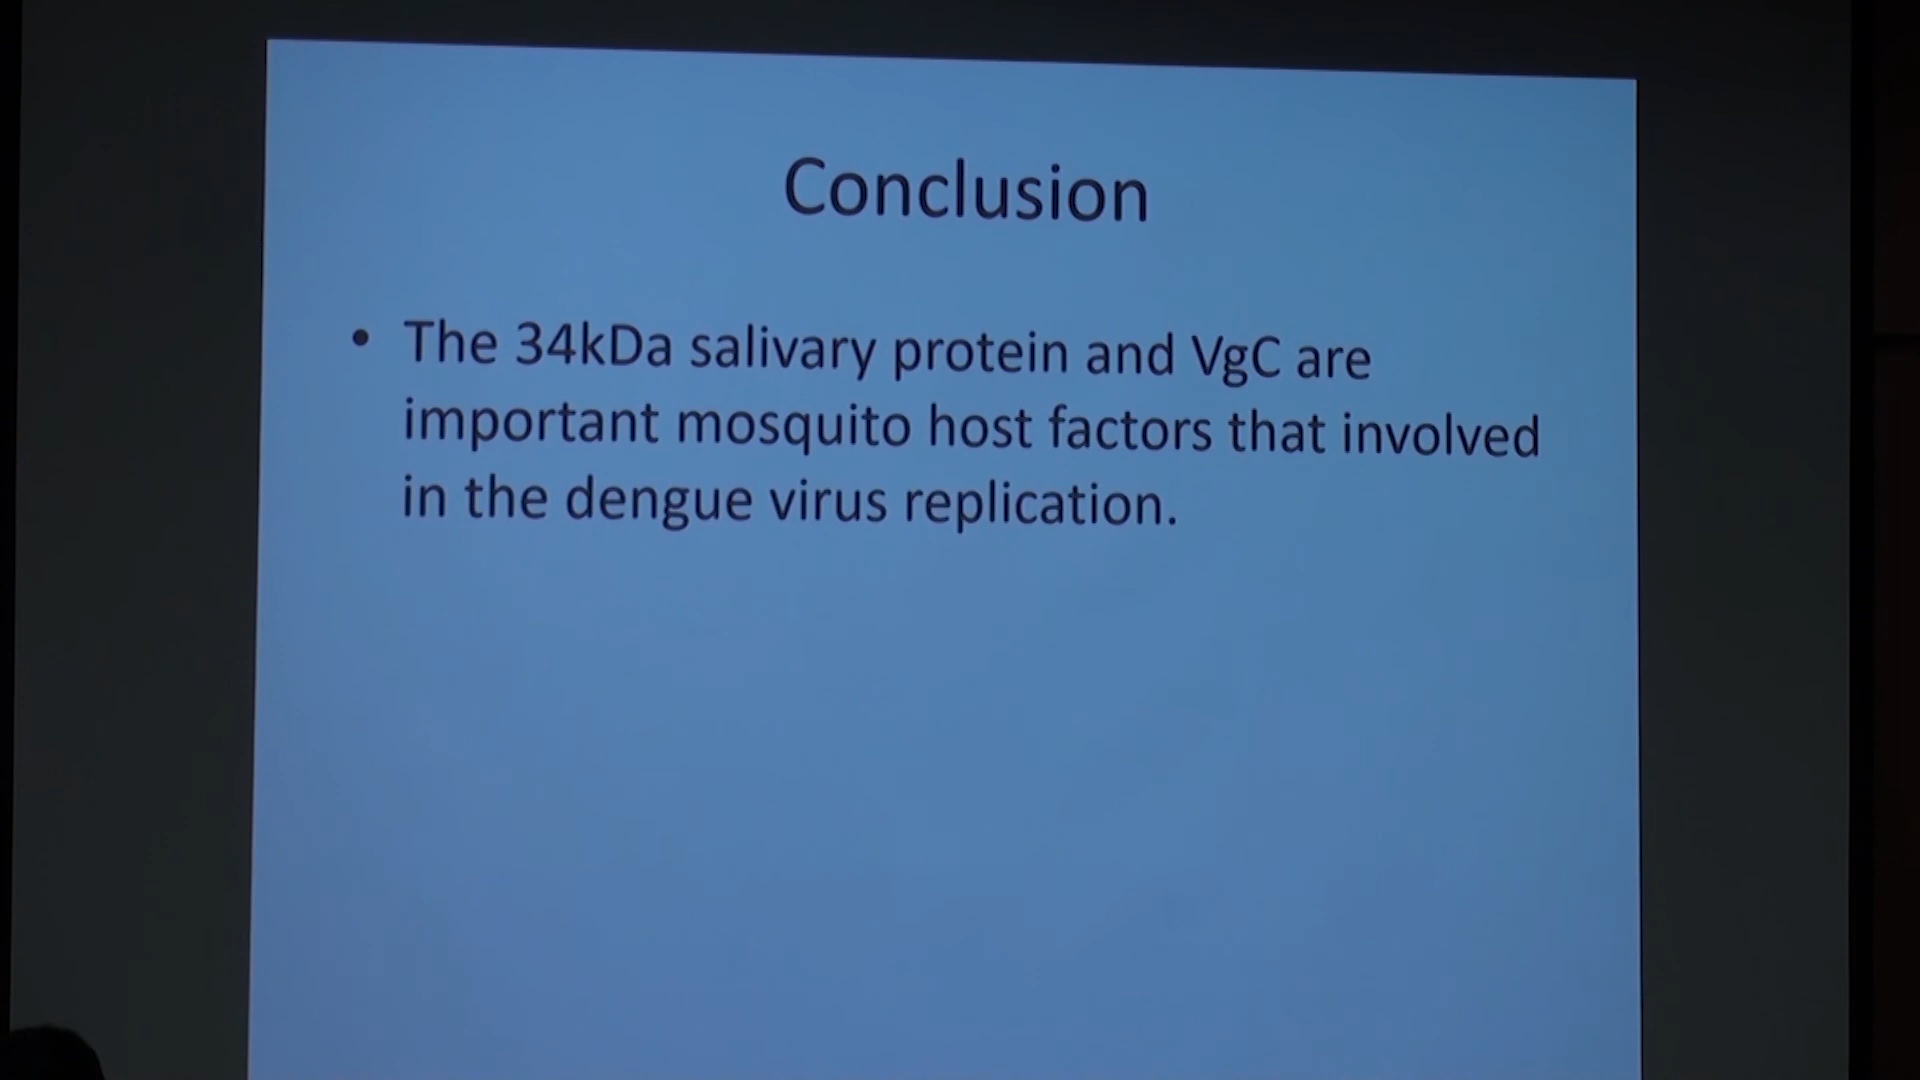 Conclusion
• The 34kDa salivary protein and VgC are
important mosquito host factors that involved
in the dengue virus replication.